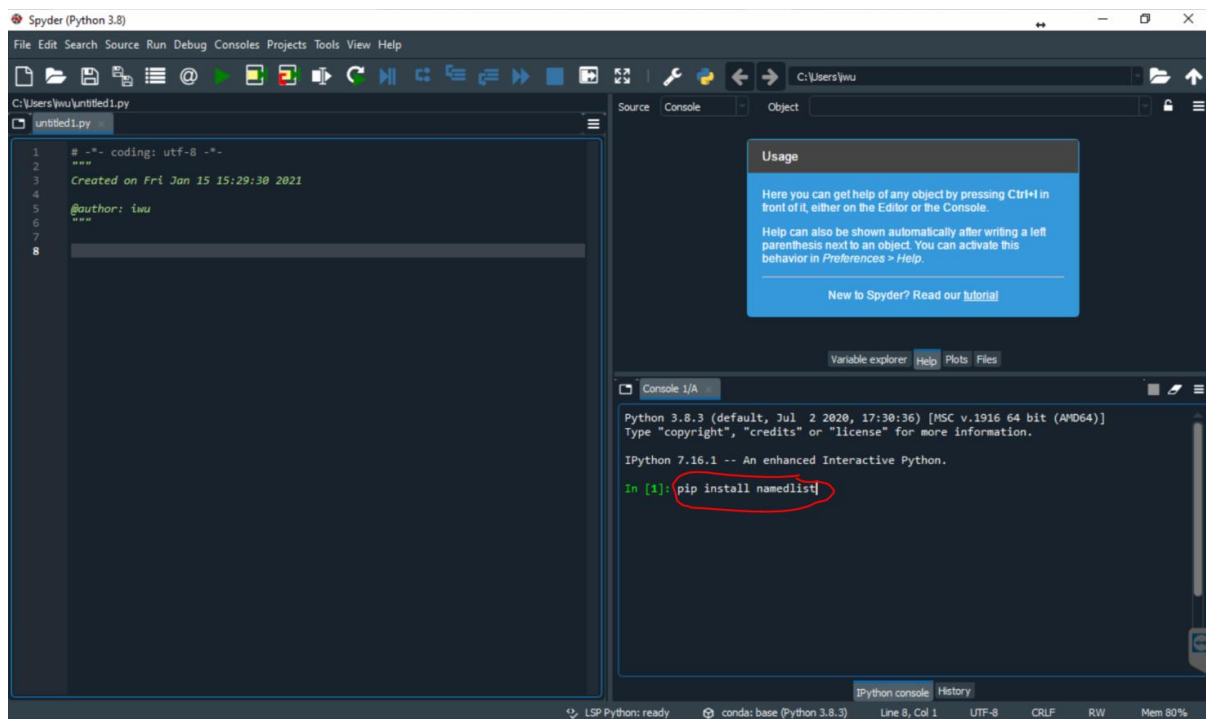 Spyder (Python 3.8)
File Edit Search Source Run Debug Consoles Projects Tools View Help
C:\Users\iwu
C:\Users\iwu\untitled1.py
untitled1.py
1 # -*- coding: utf-8 -*-
2 """
3 Created on Fri Jan 15 15:29:30 2021
4
5 @author: iwu
6 """
7
8
Source Console Object
Usage
Here you can get help of any object by pressing Ctrl+I in
front of it, either on the Editor or the Console.
Help can also be shown automatically after writing a left
parenthesis next to an object. You can activate this
behavior in Preferences > Help.
New to Spyder? Read our tutorial
Variable explorer Help Plots Files
Console 1/A
Python 3.8.3 (default, Jul 2 2020, 17:30:36) [MSC v.1916 64 bit (AMD64)]
Type "copyright", "credits" or "license" for more information.
IPython 7.16.1 -- An enhanced Interactive Python.
In [1]: pip install namedlist
IPython console History
LSP Python: ready conda: base (Python 3.8.3) Line 8, Col 1 UTF-8 CRLF RW Mem 80%